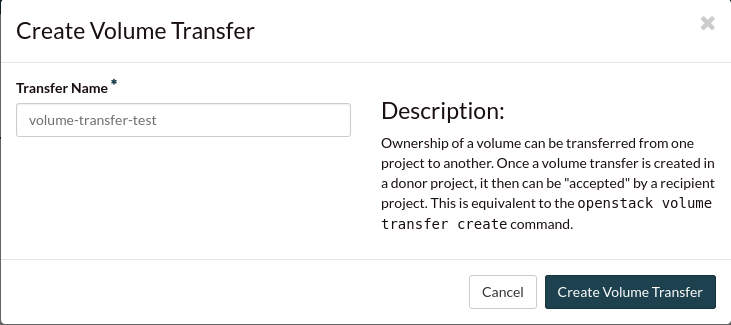 Create Volume Transfer
Transfer Name *
volume-transfer-test
Description:
Ownership of a volume can be transferred from one
project to another. Once a volume transfer is created in
a donor project, it then can be "accepted" by a recipient
project. This is equivalent to the openstack volume
transfer create command.
Cancel
Create Volume Transfer